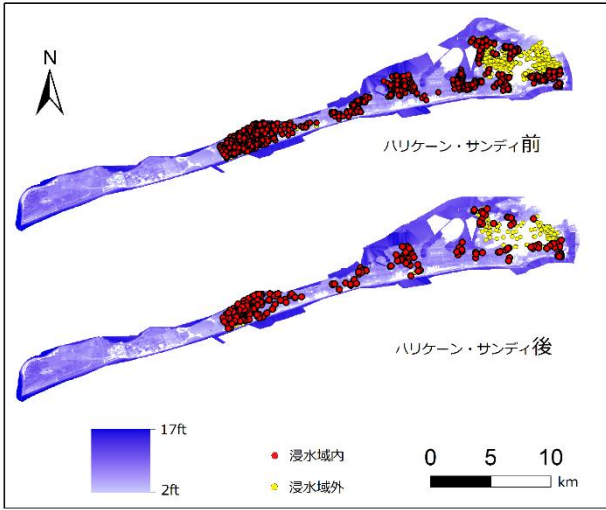 N
ハリケーン・サンディ前
ハリケーン・サンディ後
17ft
2ft
浸水域内
浸水域外
0 5 10
km